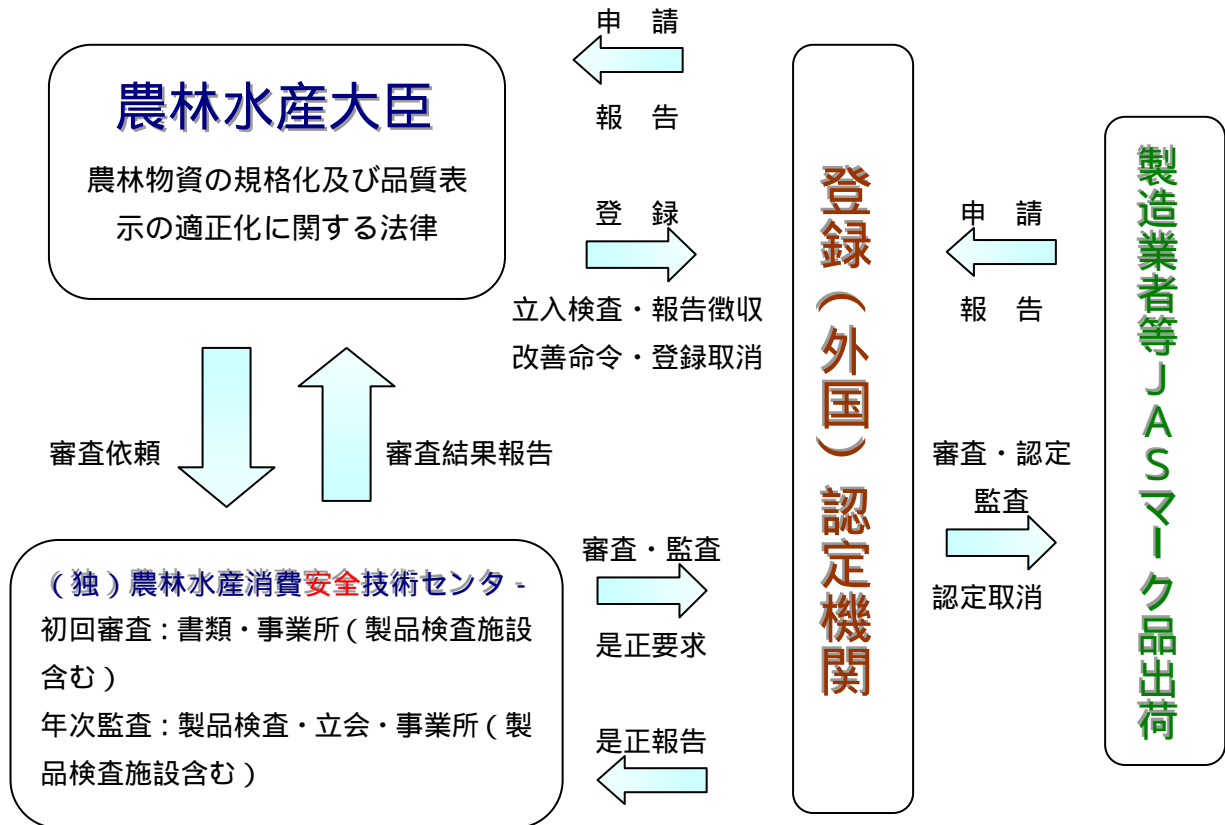 農林水産大臣
農林物資の規格化及び品質表
示の適正化に関する法律
申　請
報　告
登　録
立入検査・報告徴収
改善命令・登録取消
審査依頼
審査結果報告
（独）農林水産消費安全技術センタ-
初回審査：書類・事業所（製品検査施設
含む）
年次監査：製品検査・立会・事業所（製
品検査施設含む）
審査・監査
是正要求
是正報告
登録（外国）認定機関
申　請
報　告
審査・認定
監査
認定取消
製造業者等ＪＡＳマーク品出荷